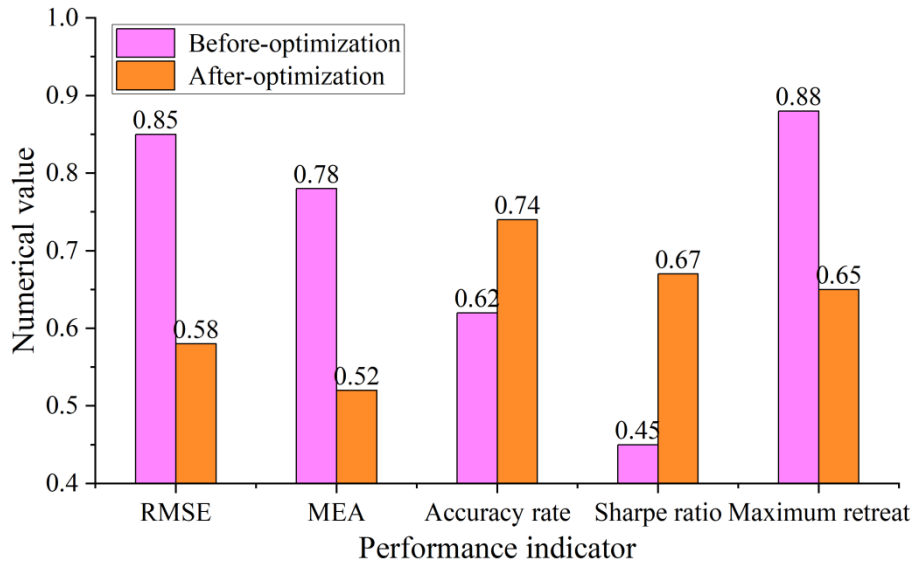 Numerical value
1.0
0.9
0.8
0.7
0.6
0.5
0.4
Before-optimization
After-optimization
0.85
0.58
0.78
0.52
0.62
0.74
0.45
0.67
0.88
0.65
RMSE
MEA
Accuracy rate
Sharpe ratio
Maximum retreat
Performance indicator